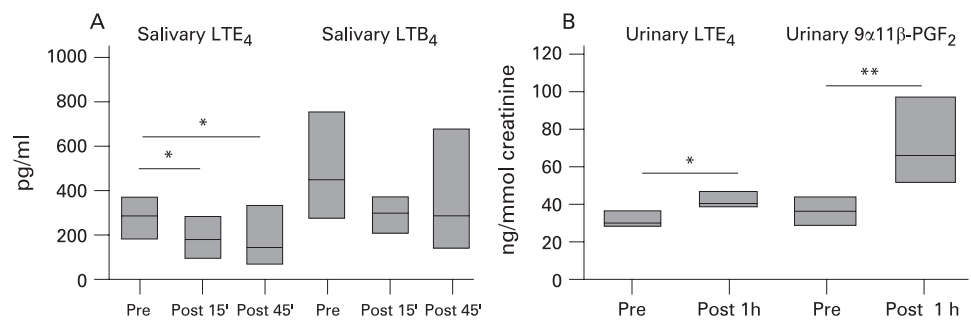 A
Salivary LTE4 Salivary LTB4
1000
800
600
400
200
0
pg/ml
* *
Pre Post 15' Post 45' Pre Post 15' Post 45'
B
Urinary LTE4 Urinary 9α11β-PGF2
120
100
80
60
40
20
0
ng/mmol creatinine
* **
Pre Post 1h Pre Post 1 h